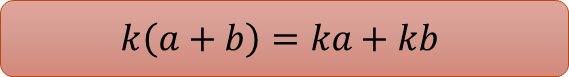 k(a + b) = ka + kb